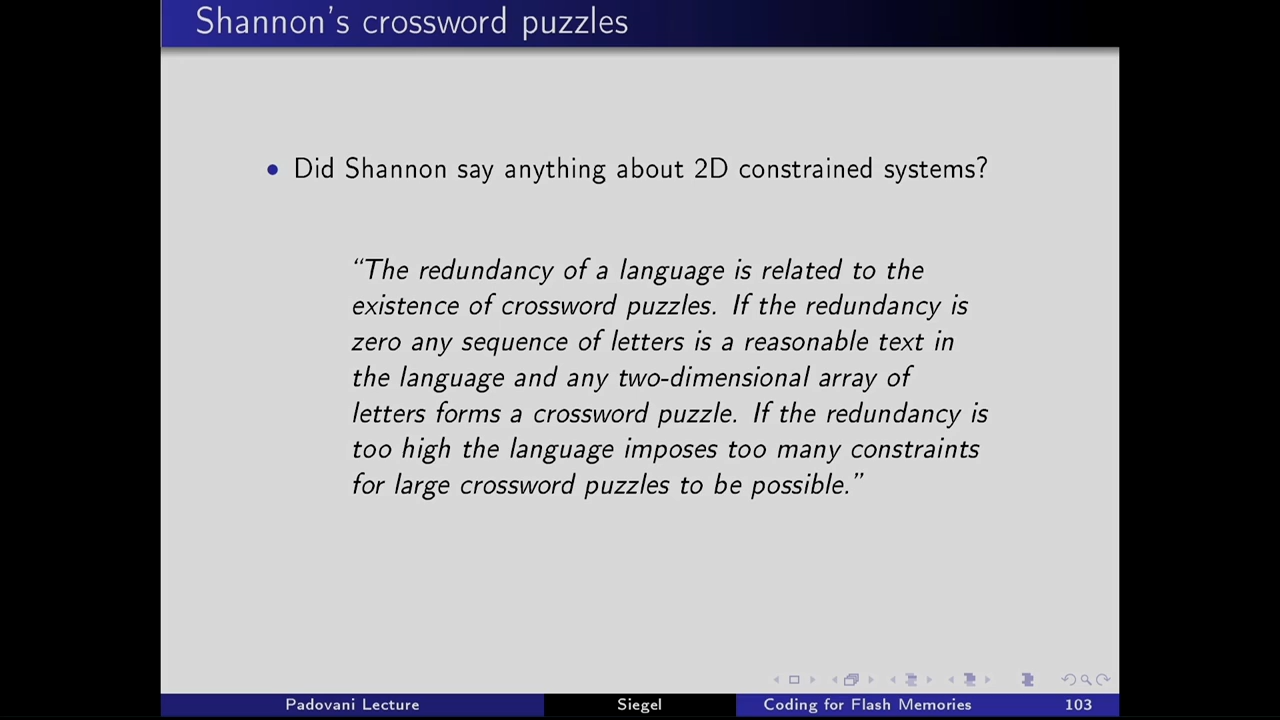 Shannon's crossword puzzles
• Did Shannon say anything about 2D constrained systems?
“The redundancy of a language is related to the
existence of crossword puzzles. If the redundancy is
zero any sequence of letters is a reasonable text in
the language and any two-dimensional array of
letters forms a crossword puzzle. If the redundancy is
too high the language imposes too many constraints
for large crossword puzzles to be possible.”
Padovani Lecture Siegel Coding for Flash Memories 103